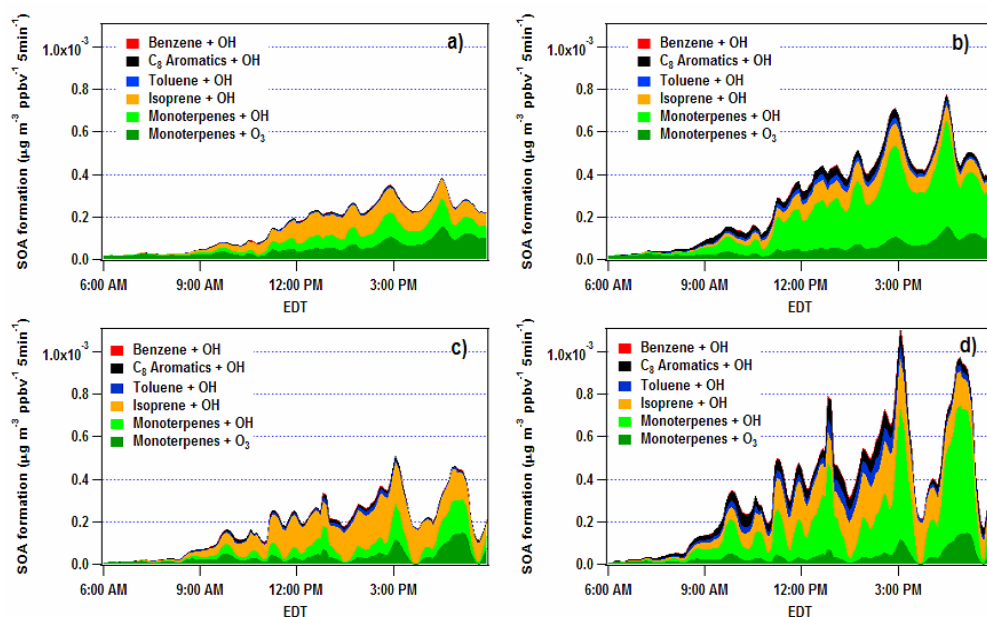 SOA formation (µg m⁻³ ppbv⁻¹ 5min⁻¹)
1.0×10⁻³
0.8
0.6
0.4
0.2
0.0
Benzene + OH
C₈ Aromatics + OH
Toluene + OH
Isoprene + OH
Monoterpenes + OH
Monoterpenes + O₃
a)
6:00 AM 9:00 AM 12:00 PM 3:00 PM
EDT
SOA formation (µg m⁻³ ppbv⁻¹ 5min⁻¹)
1.0×10⁻³
0.8
0.6
0.4
0.2
0.0
Benzene + OH
C₈ Aromatics + OH
Toluene + OH
Isoprene + OH
Monoterpenes + OH
Monoterpenes + O₃
b)
6:00 AM 9:00 AM 12:00 PM 3:00 PM
EDT
SOA formation (µg m⁻³ ppbv⁻¹ 5min⁻¹)
1.0×10⁻³
0.8
0.6
0.4
0.2
0.0
Benzene + OH
C₈ Aromatics + OH
Toluene + OH
Isoprene + OH
Monoterpenes + OH
Monoterpenes + O₃
c)
6:00 AM 9:00 AM 12:00 PM 3:00 PM
EDT
SOA formation (µg m⁻³ ppbv⁻¹ 5min⁻¹)
1.0×10⁻³
0.8
0.6
0.4
0.2
0.0
Benzene + OH
C₈ Aromatics + OH
Toluene + OH
Isoprene + OH
Monoterpenes + OH
Monoterpenes + O₃
d)
6:00 AM 9:00 AM 12:00 PM 3:00 PM
EDT